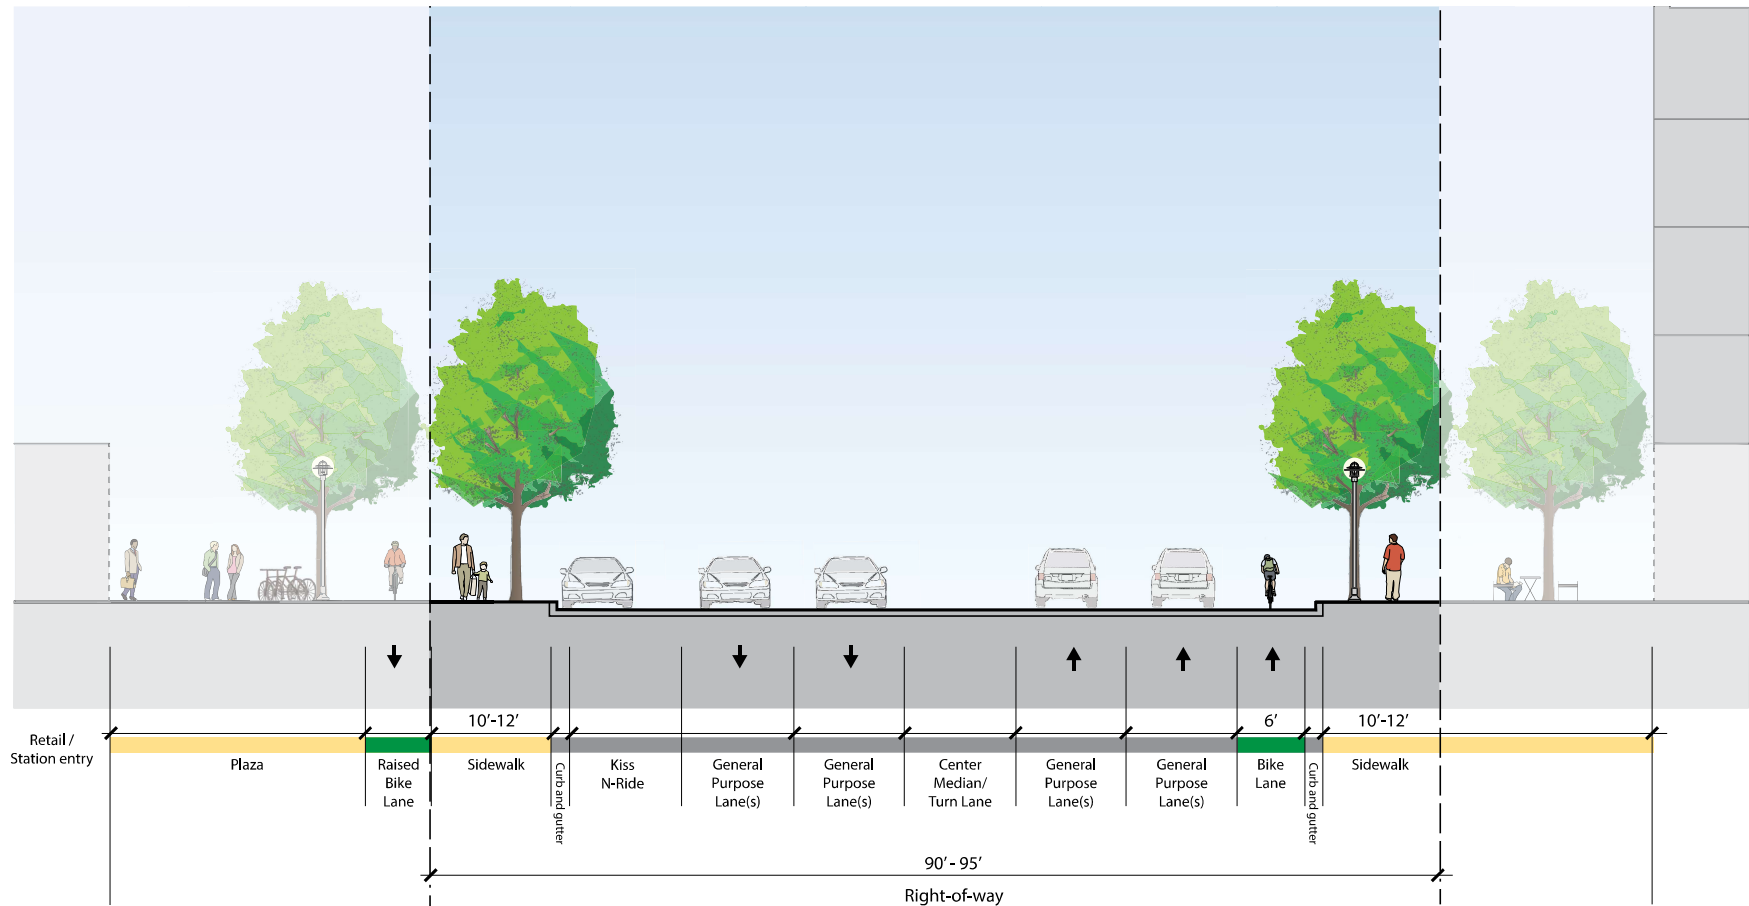 10'-12'
6'
10'-12'
Retail /
Station entry
Plaza
Raised
Bike
Lane
Sidewalk
Curb and gutter
Kiss
N-Ride
General
Purpose
Lane(s)
General
Purpose
Lane(s)
Center
Median/
Turn Lane
General
Purpose
Lane(s)
General
Purpose
Lane(s)
Bike
Lane
Curb and gutter
Sidewalk
90' - 95'
Right-of-way